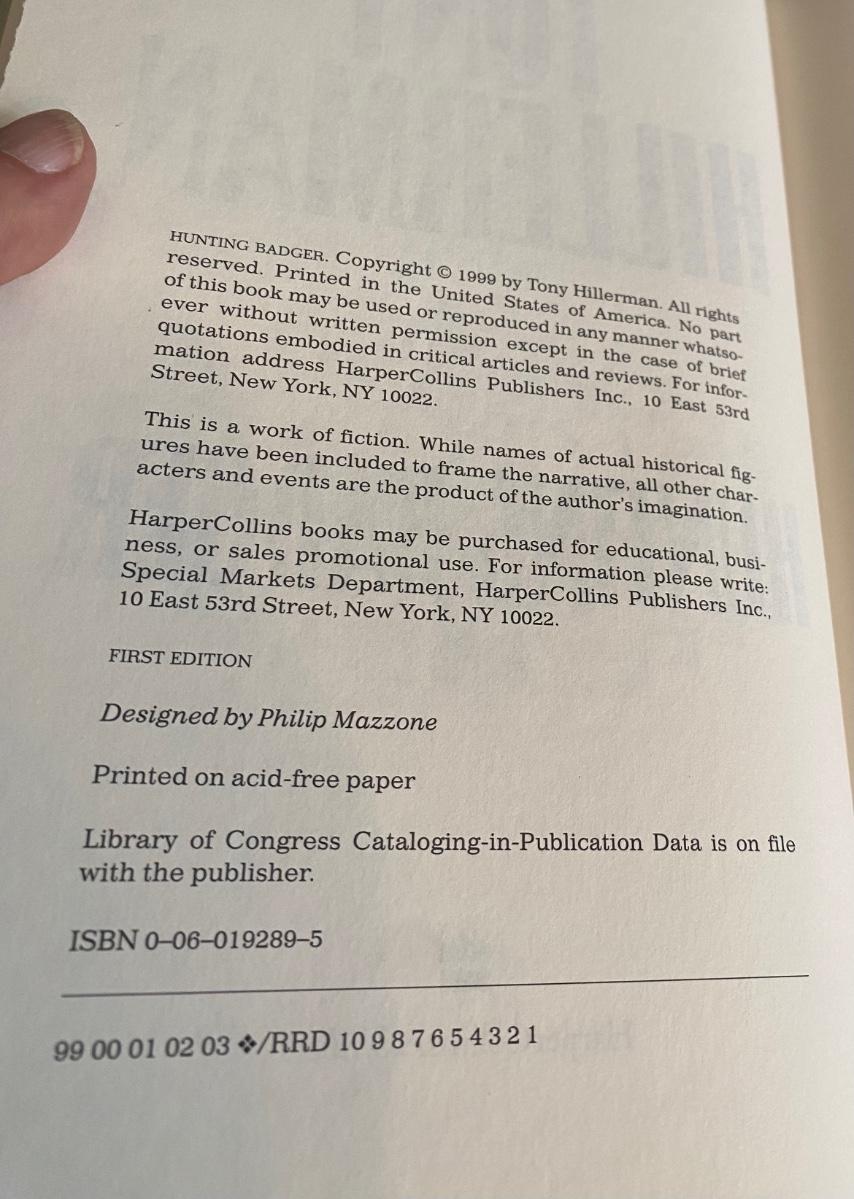 HUNTING BADGER. Copyright © 1999 by Tony Hillerman. All rights
reserved. Printed in the United States of America. No part
of this book may be used or reproduced in any manner whatso-
ever without written permission except in the case of brief
quotations embodied in critical articles and reviews. For infor-
mation address HarperCollins Publishers Inc., 10 East 53rd
Street, New York, NY 10022.
This is a work of fiction. While names of actual historical fig-
ures have been included to frame the narrative, all other char-
acters and events are the product of the author's imagination.
HarperCollins books may be purchased for educational, busi-
ness, or sales promotional use. For information please write:
Special Markets Department, HarperCollins Publishers Inc.,
10 East 53rd Street, New York, NY 10022.
FIRST EDITION
Designed by Philip Mazzone
Printed on acid-free paper
Library of Congress Cataloging-in-Publication Data is on file
with the publisher.
ISBN 0–06–019289–5
99 00 01 02 03 ❖/RRD 10 9 8 7 6 5 4 3 2 1